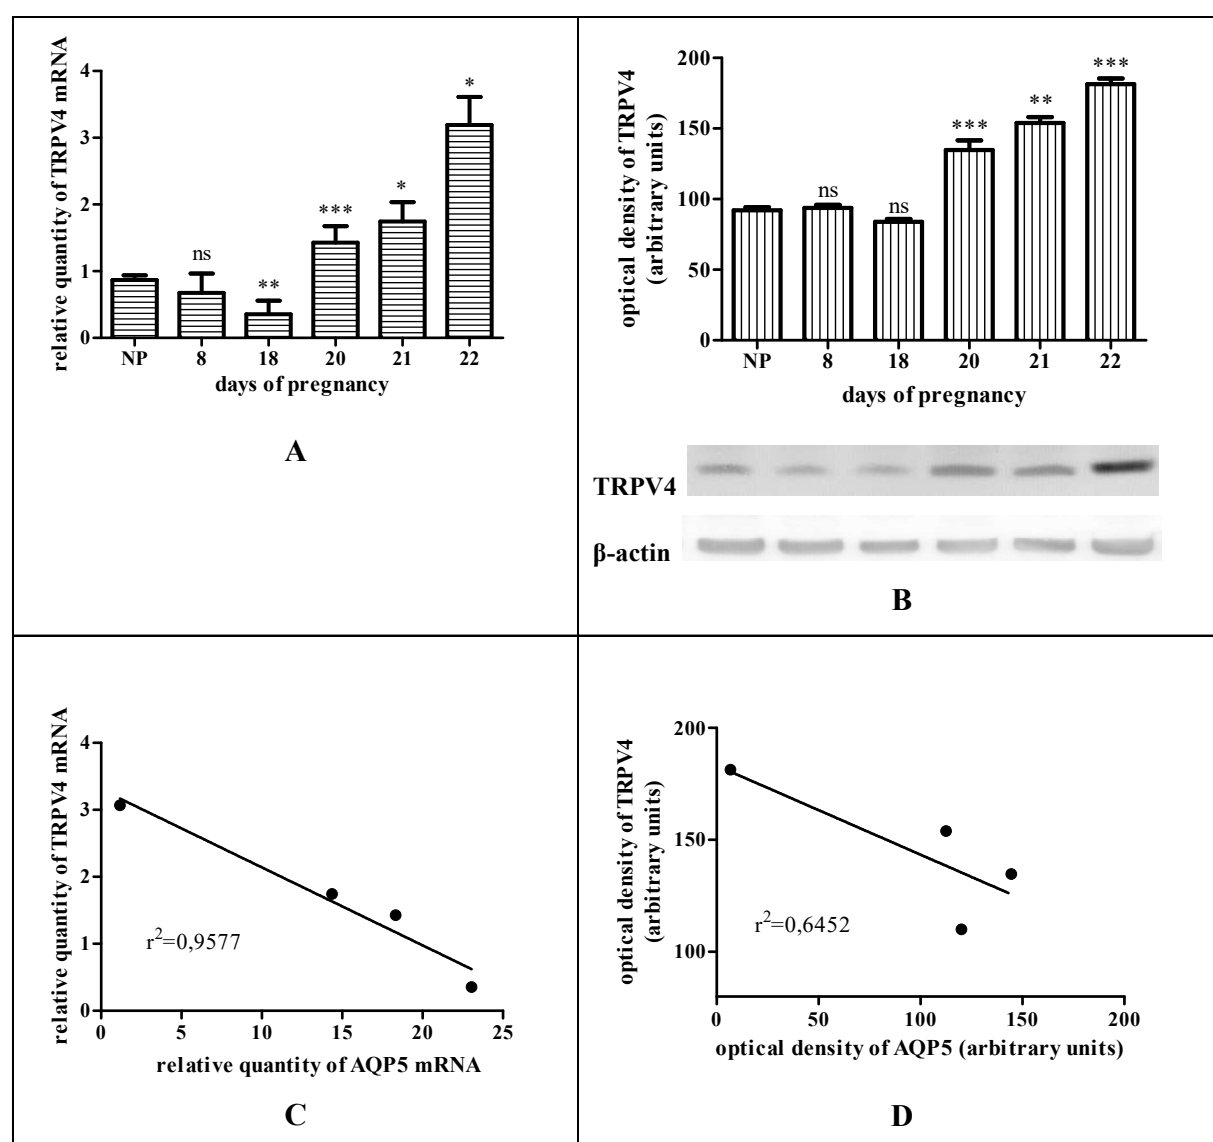 relative quantity of TRPV4 mRNA
4
3
2
1
0
ns
**
***
*
*
NP 8 18 20 21 22
days of pregnancy
A
optical density of TRPV4
(arbitrary units)
200
150
100
50
0
ns
ns
***
**
***
NP 8 18 20 21 22
days of pregnancy
TRPV4
β-actin
B
relative quantity of TRPV4 mRNA
4
3
2
1
0
r²=0,9577
0 5 10 15 20 25
relative quantity of AQP5 mRNA
C
optical density of TRPV4
(arbitrary units)
200
150
100
r²=0,6452
0 50 100 150 200
optical density of AQP5 (arbitrary units)
D